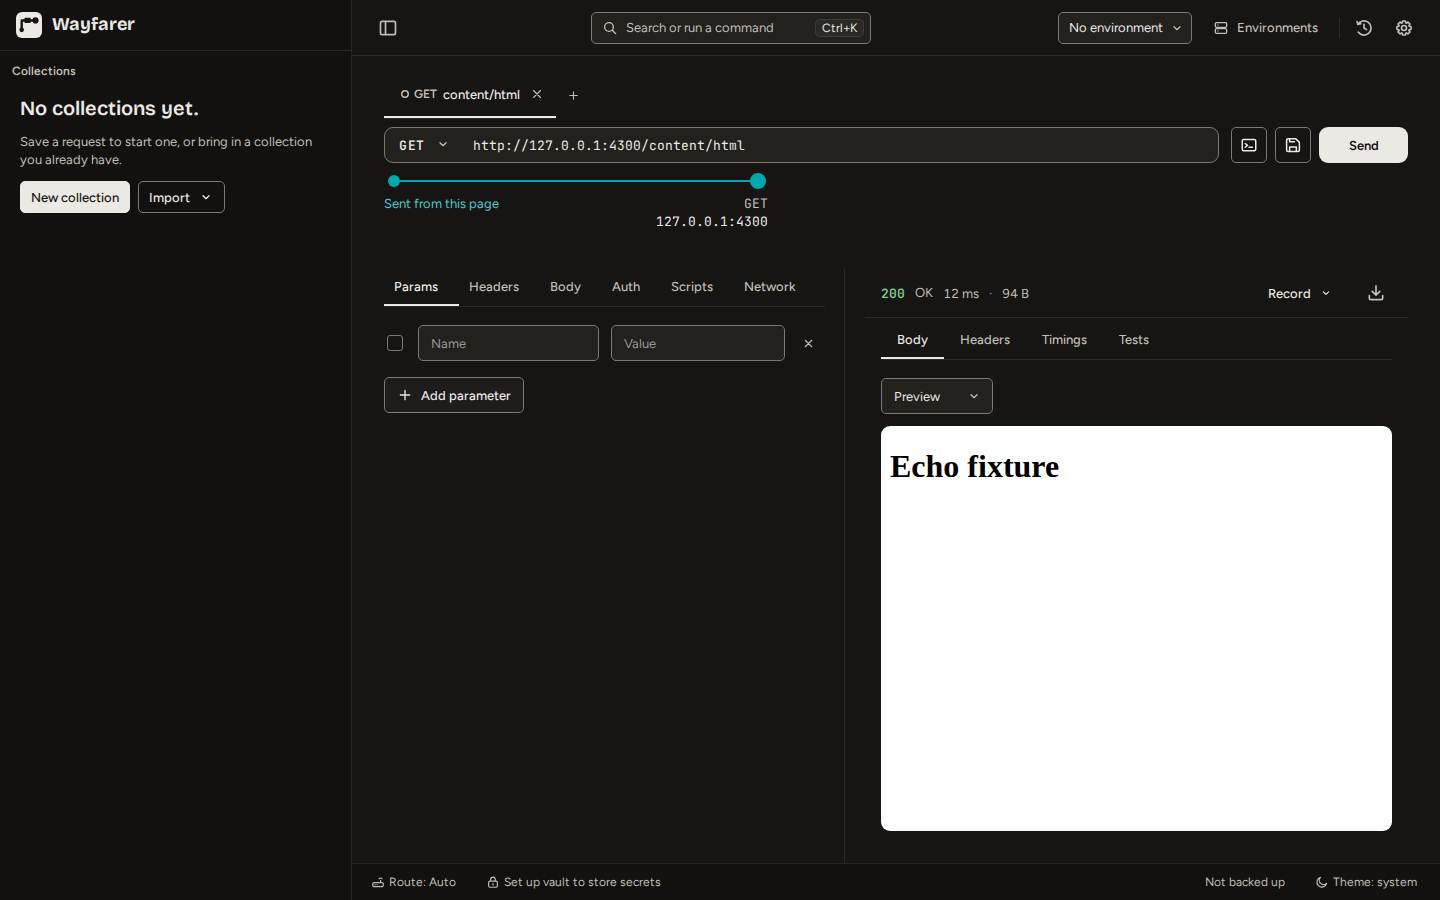 Wayfarer
Search or run a command
Ctrl+K
No environment
Environments
Collections
No collections yet.
Save a request to start one, or bring in a collection
you already have.
New collection
Import
GET content/html
GET
http://127.0.0.1:4300/content/html
Send
Sent from this page
GET
127.0.0.1:4300
Params
Headers
Body
Auth
Scripts
Network
Name
Value
Add parameter
200 OK 12 ms · 94 B
Record
Body
Headers
Timings
Tests
Preview
Echo fixture
Route: Auto
Set up vault to store secrets
Not backed up
Theme: system